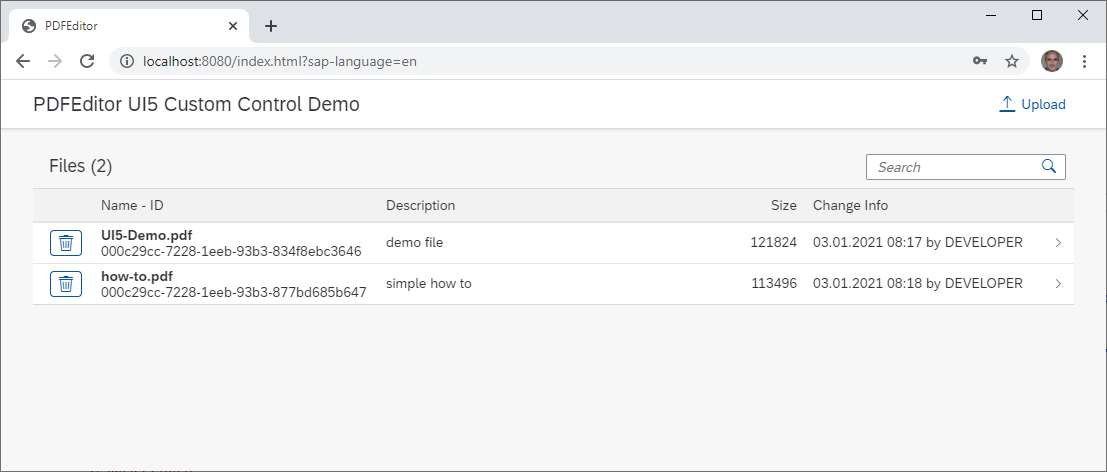 PDFEditor
localhost:8080/index.html?sap-language=en
PDFEditor UI5 Custom Control Demo
Upload
Files (2)
Search
Name - ID Description Size Change Info
UI5-Demo.pdf
000c29cc-7228-1eeb-93b3-834f8ebc3646
demo file 121824 03.01.2021 08:17 by DEVELOPER
how-to.pdf
000c29cc-7228-1eeb-93b3-877bd685b647
simple how to 113496 03.01.2021 08:18 by DEVELOPER